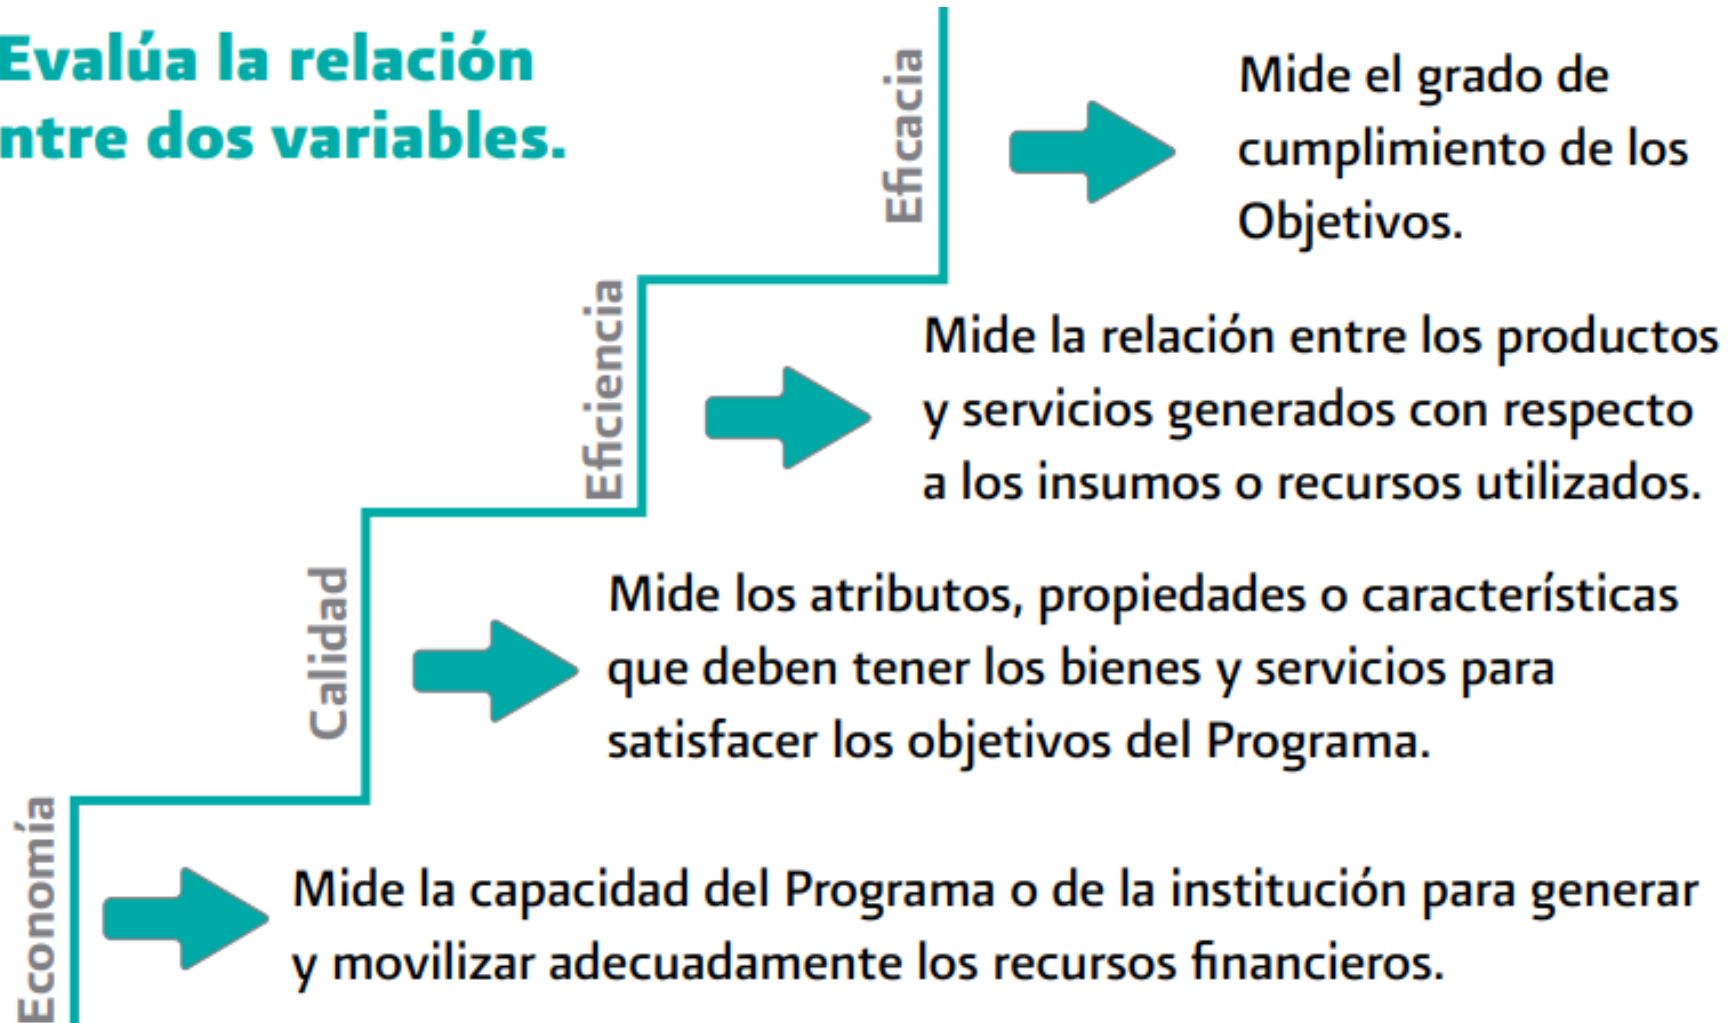 Evalúa la relación
ntre dos variables.
Eficacia
Mide el grado de
cumplimiento de los
Objetivos.
Eficiencia
Mide la relación entre los productos
y servicios generados con respecto
a los insumos o recursos utilizados.
Calidad
Mide los atributos, propiedades o características
que deben tener los bienes y servicios para
satisfacer los objetivos del Programa.
Economía
Mide la capacidad del Programa o de la institución para generar
y movilizar adecuadamente los recursos financieros.